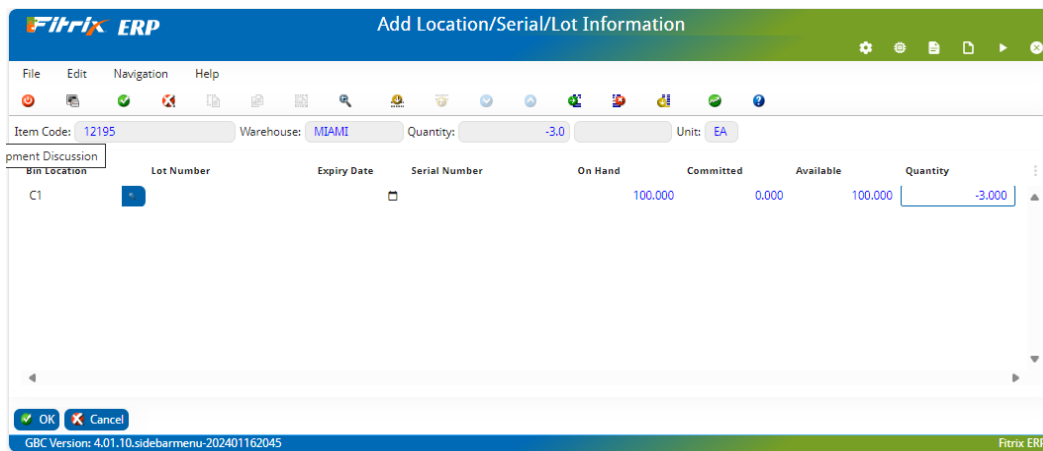 Fitrix ERP Add Location/Serial/Lot Information
File Edit Navigation Help
Item Code: 12195 Warehouse: MIAMI Quantity: -3.0 Unit: EA
pment Discussion
Bin Location Lot Number Expiry Date Serial Number On Hand Committed Available Quantity
C1 100.000 0.000 100.000 -3.000
OK Cancel
GBC Version: 4.01.10.sidebarmenu-202401162045 Fitrix ERP